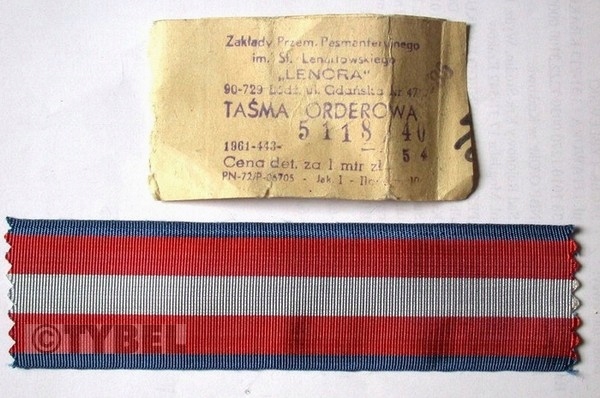 Zakłady Przem. Pasmanteryjnego
im. St. Lenartowskiego
„LENORA"
90-729 Łódź, ul. Gdańska Nr 47
TAŚMA ORDEROWA
5118 40
1961-443-
54
Cena det. za 1 mtr zł
PN-72/P-06705 - Jak. I -
©TYBEL